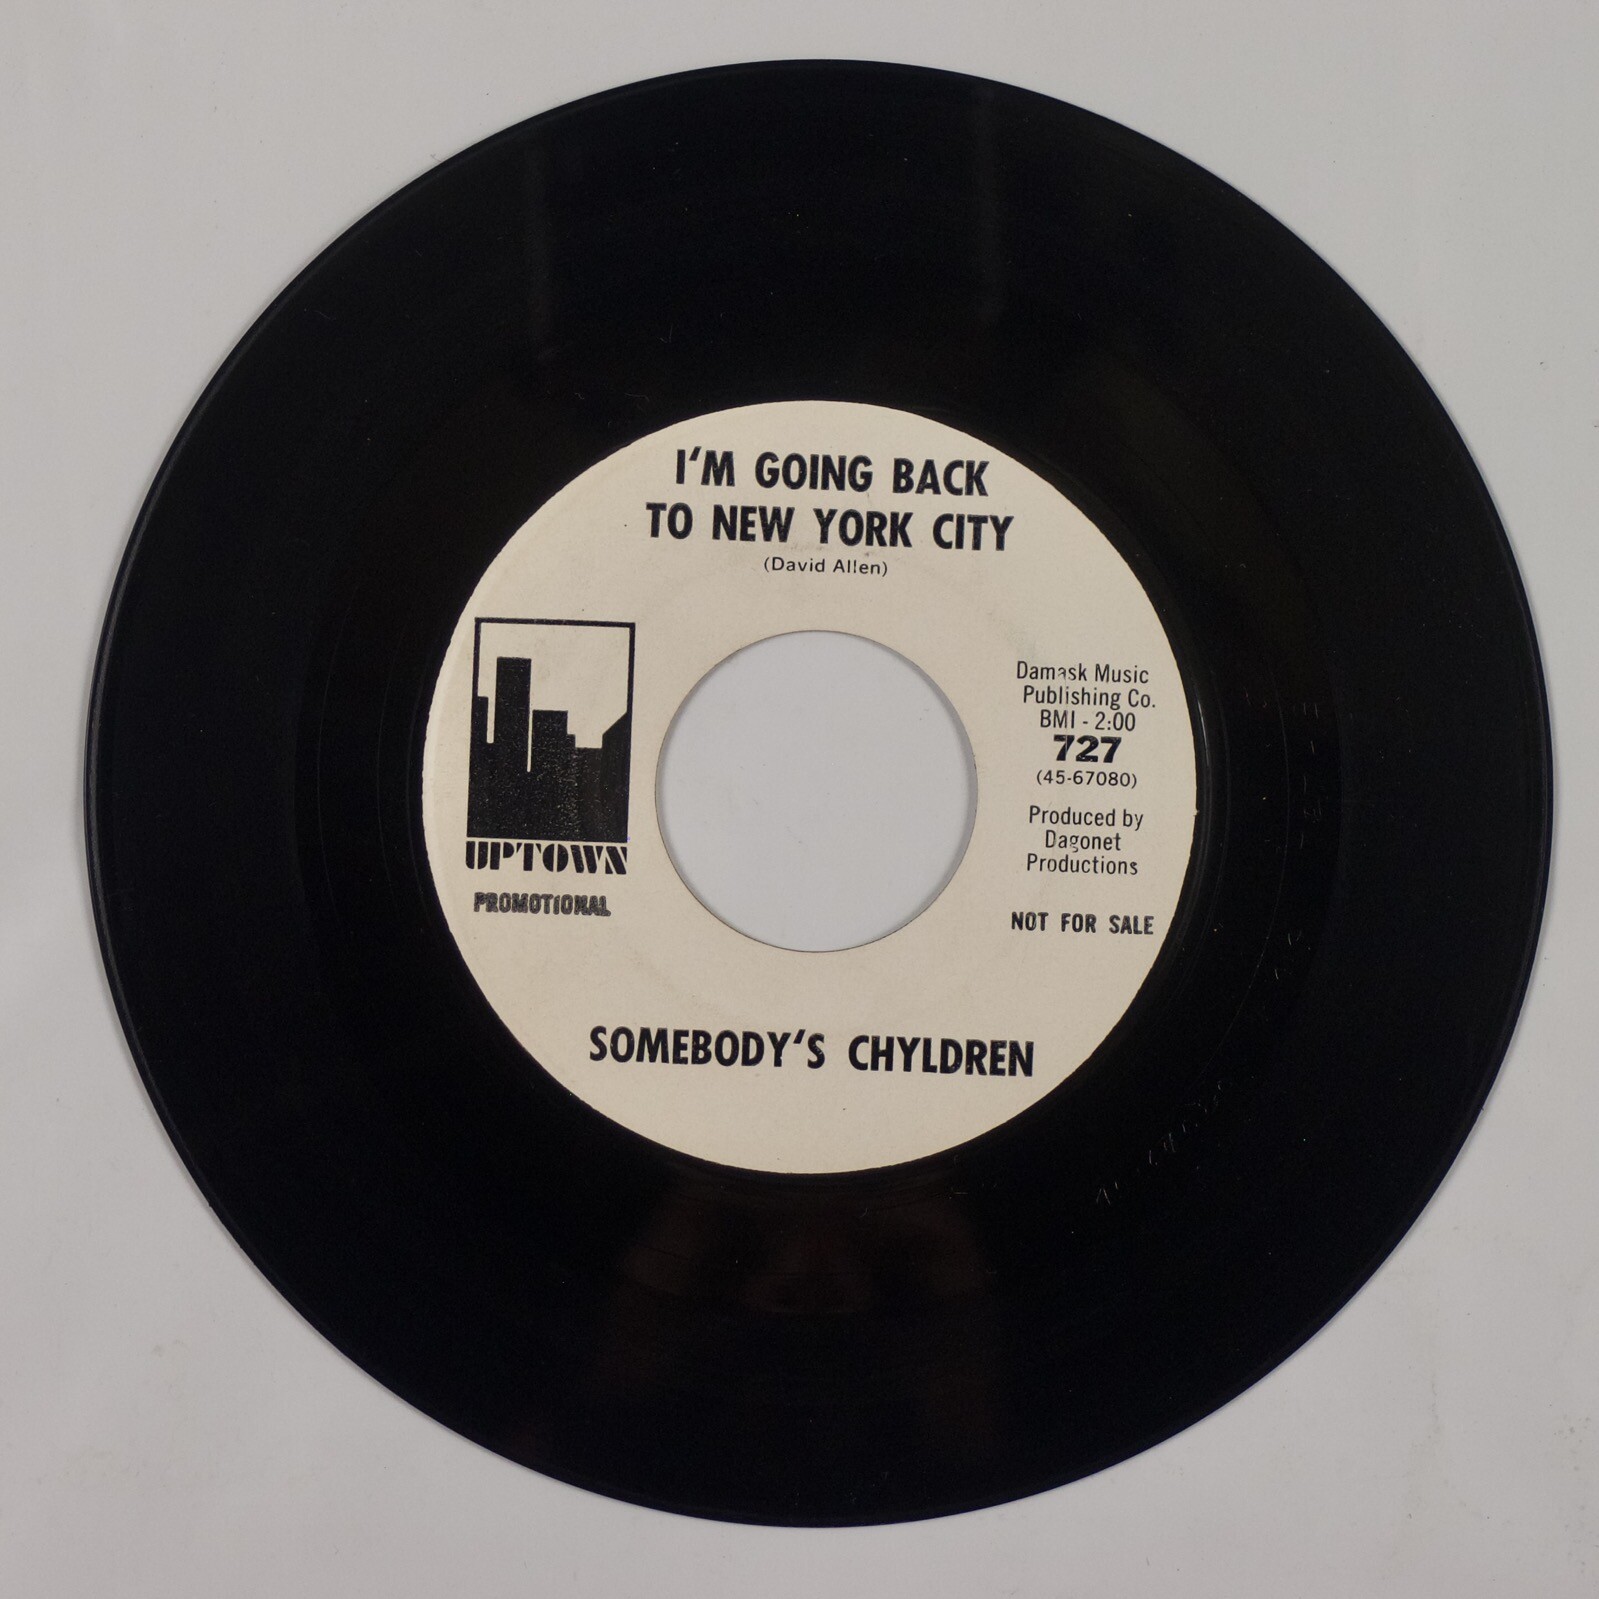 I'M GOING BACK
TO NEW YORK CITY
(David Allen)
UPTOWN
PROMOTIONAL
Damask Music
Publishing Co.
BMI - 2:00
727
(45-67080)
Produced by
Dagonet
Productions
NOT FOR SALE
SOMEBODY'S CHYLDREN